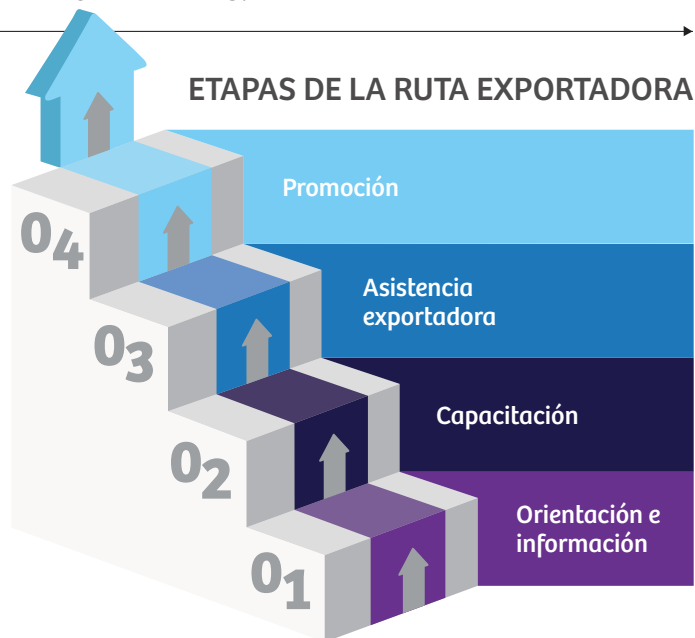 ETAPAS DE LA RUTA EXPORTADORA
04
Promoción
03
Asistencia
exportadora
02
Capacitación
01
Orientación e
información